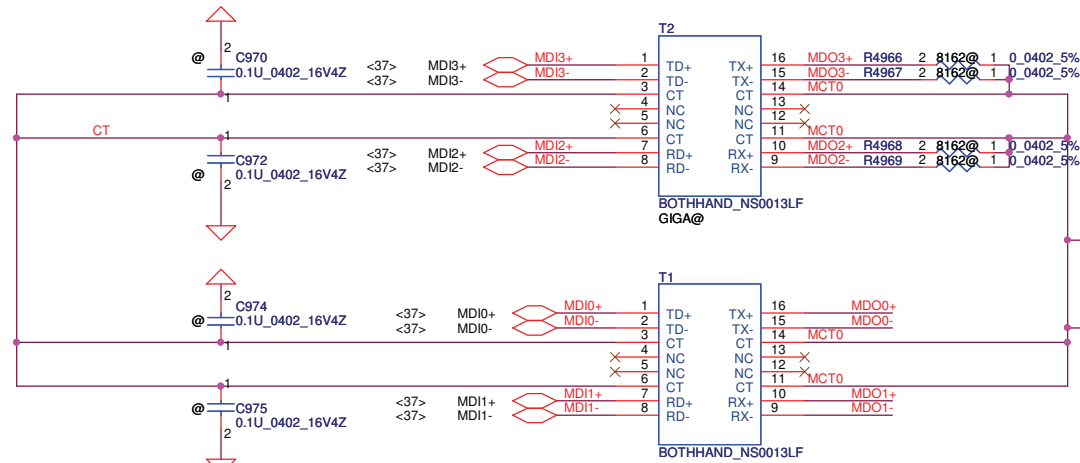 T2
2
@ C970
0.1U_0402_16V4Z
1
<37> MDI3+ MDI3+ 1 TD+ TX+ 16 MDO3+ R4966 2 8162@ 1 0_0402_5%
<37> MDI3- MDI3- 2 TD- TX- 15 MDO3- R4967 2 8162@ 1 0_0402_5%
3 CT CT 14 MCT0
4 NC NC 13
5 NC NC 12
CT 1 6 CT CT 11 MCT0
<37> MDI2+ MDI2+ 7 RD+ RX+ 10 MDO2+ R4968 2 8162@ 1 0_0402_5%
<37> MDI2- MDI2- 8 RD- RX- 9 MDO2- R4969 2 8162@ 1 0_0402_5%
C972
@ 0.1U_0402_16V4Z
2
BOTHHAND_NS0013LF
GIGA@
T1
2
C974
@ 0.1U_0402_16V4Z
1
<37> MDI0+ MDI0+ 1 TD+ TX+ 16 MDO0+
<37> MDI0- MDI0- 2 TD- TX- 15 MDO0-
3 CT CT 14 MCT0
4 NC NC 13
5 NC NC 12
1 6 CT CT 11 MCT0
<37> MDI1+ MDI1+ 7 RD+ RX+ 10 MDO1+
<37> MDI1- MDI1- 8 RD- RX- 9 MDO1-
@ C975
0.1U_0402_16V4Z
2
BOTHHAND_NS0013LF